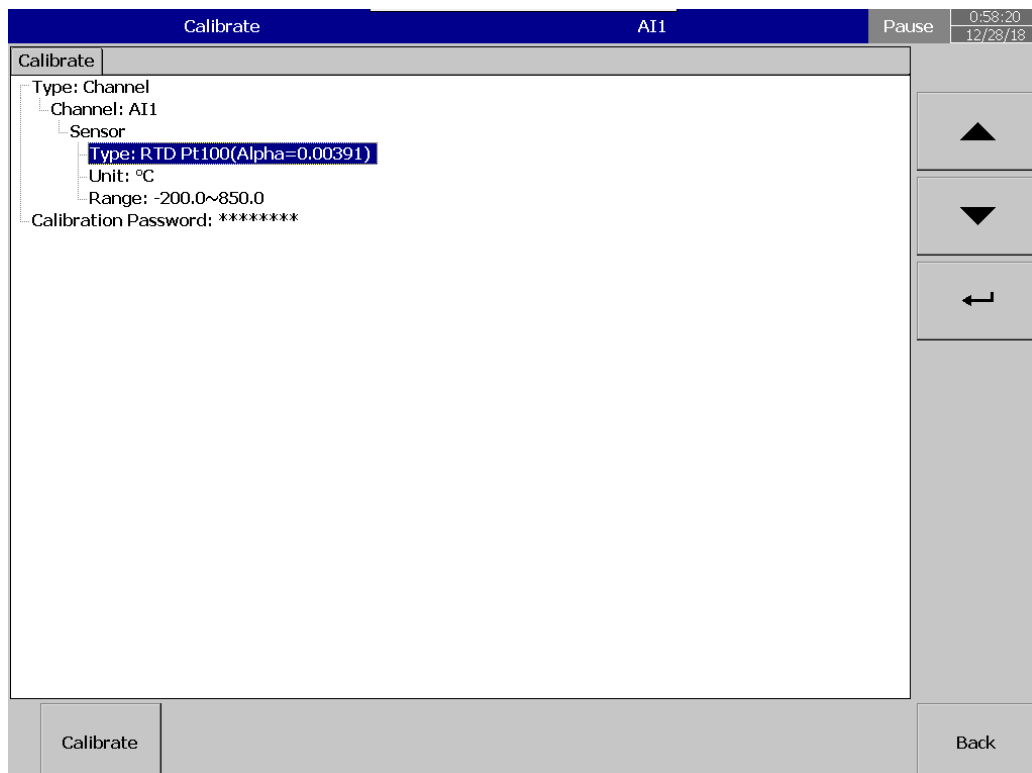 Calibrate AI1 Pause 0:58:20
12/28/18
Calibrate
Type: Channel
Channel: AI1
Sensor
Type: RTD Pt100(Alpha=0.00391)
Unit: °C
Range: -200.0~850.0
Calibration Password: ********
Calibrate Back